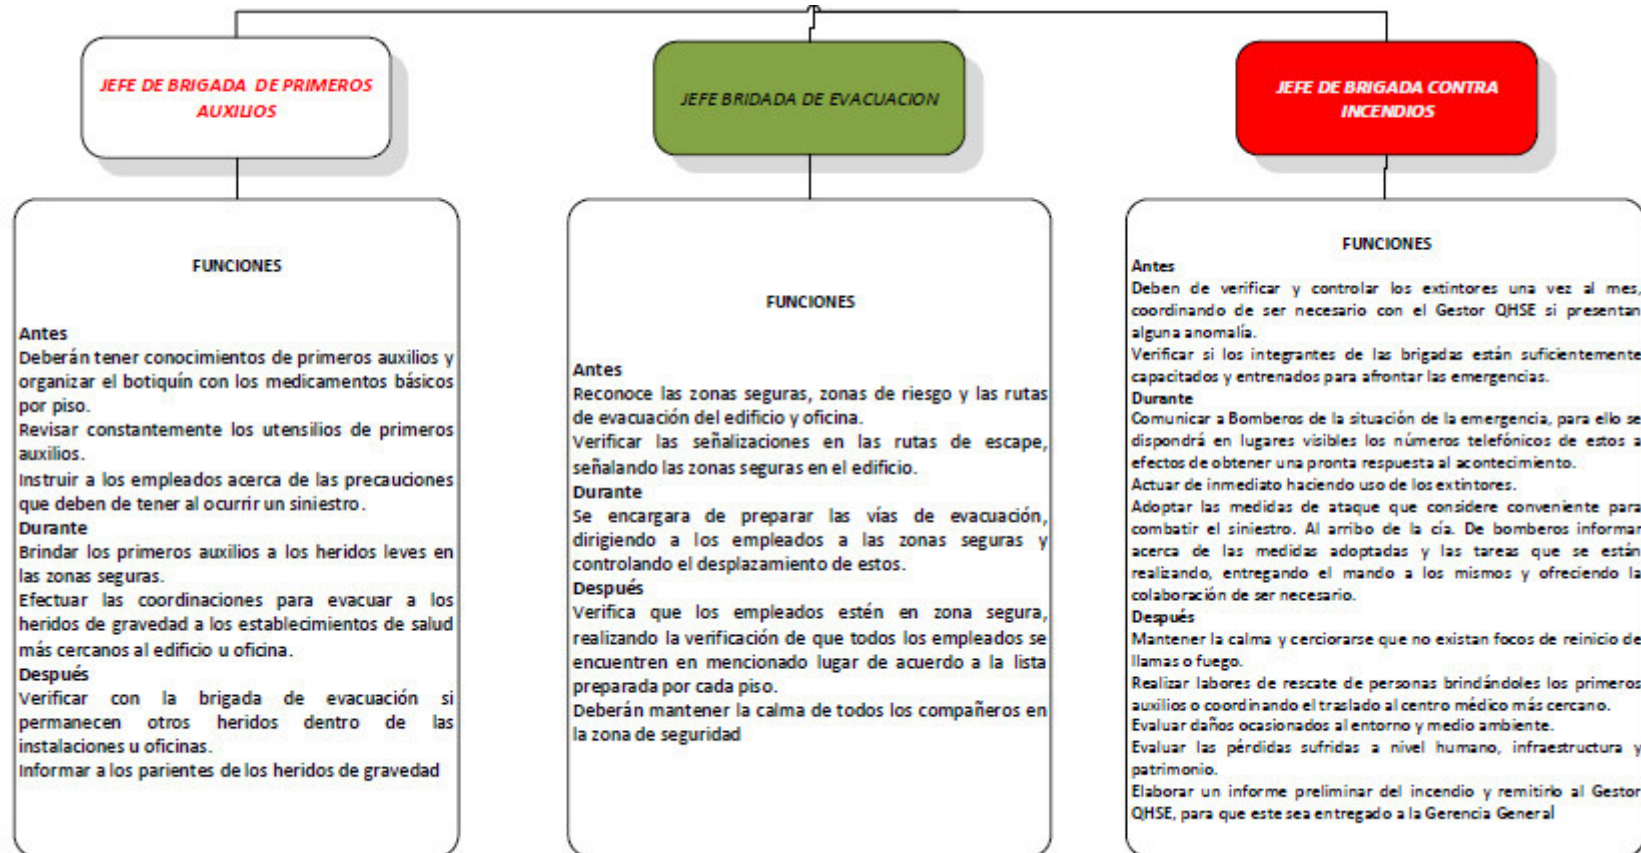 JEFE DE BRIGADA DE PRIMEROS
AUXILIOS
FUNCIONES
Antes
Deberán tener conocimientos de primeros auxilios y
organizar el botiquín con los medicamentos básicos
por piso.
Revisar constantemente los utensilios de primeros
auxilios.
Instruir a los empleados acerca de las precauciones
que deben de tener al ocurrir un siniestro.
Durante
Brindar los primeros auxilios a los heridos leves en
las zonas seguras.
Efectuar las coordinaciones para evacuar a los
heridos de gravedad a los establecimientos de salud
más cercanos al edificio u oficina.
Después
Verificar con la brigada de evacuación si
permanecen otros heridos dentro de las
instalaciones u oficinas.
Informar a los parientes de los heridos de gravedad
JEFE BRIDADA DE EVACUACION
FUNCIONES
Antes
Reconoce las zonas seguras, zonas de riesgo y las rutas
de evacuación del edificio y oficina.
Verificar las señalizaciones en las rutas de escape,
señalando las zonas seguras en el edificio.
Durante
Se encargara de preparar las vías de evacuación,
dirigiendo a los empleados a las zonas seguras y
controlando el desplazamiento de estos.
Después
Verifica que los empleados estén en zona segura,
realizando la verificación de que todos los empleados se
encuentren en mencionado lugar de acuerdo a la lista
preparada por cada piso.
Deberán mantener la calma de todos los compañeros en
la zona de seguridad
JEFE DE BRIGADA CONTRA
INCENDIOS
FUNCIONES
Antes
Deben de verificar y controlar los extintores una vez al mes,
coordinando de ser necesario con el Gestor QHSE si presentan
alguna anomalía.
Verificar si los integrantes de las brigadas están suficientemente
capacitados y entrenados para afrontar las emergencias.
Durante
Comunicar a Bomberos de la situación de la emergencia, para ello se
dispondrá en lugares visibles los números telefónicos de estos a
efectos de obtener una pronta respuesta al acontecimiento.
Actuar de inmediato haciendo uso de los extintores.
Adoptar las medidas de ataque que considere conveniente para
combatir el siniestro. Al arribo de la cía. De bomberos informar
acerca de las medidas adoptadas y las tareas que se están
realizando, entregando el mando a los mismos y ofreciendo la
colaboración de ser necesario.
Después
Mantener la calma y cerciorarse que no existan focos de reinicio de
llamas o fuego.
Realizar labores de rescate de personas brindándoles los primeros
auxilios o coordinando el traslado al centro médico más cercano.
Evaluar daños ocasionados al entorno y medio ambiente.
Evaluar las pérdidas sufridas a nivel humano, infraestructura y
patrimonio.
Elaborar un informe preliminar del incendio y remitirlo al Gestor
QHSE, para que este sea entregado a la Gerencia General